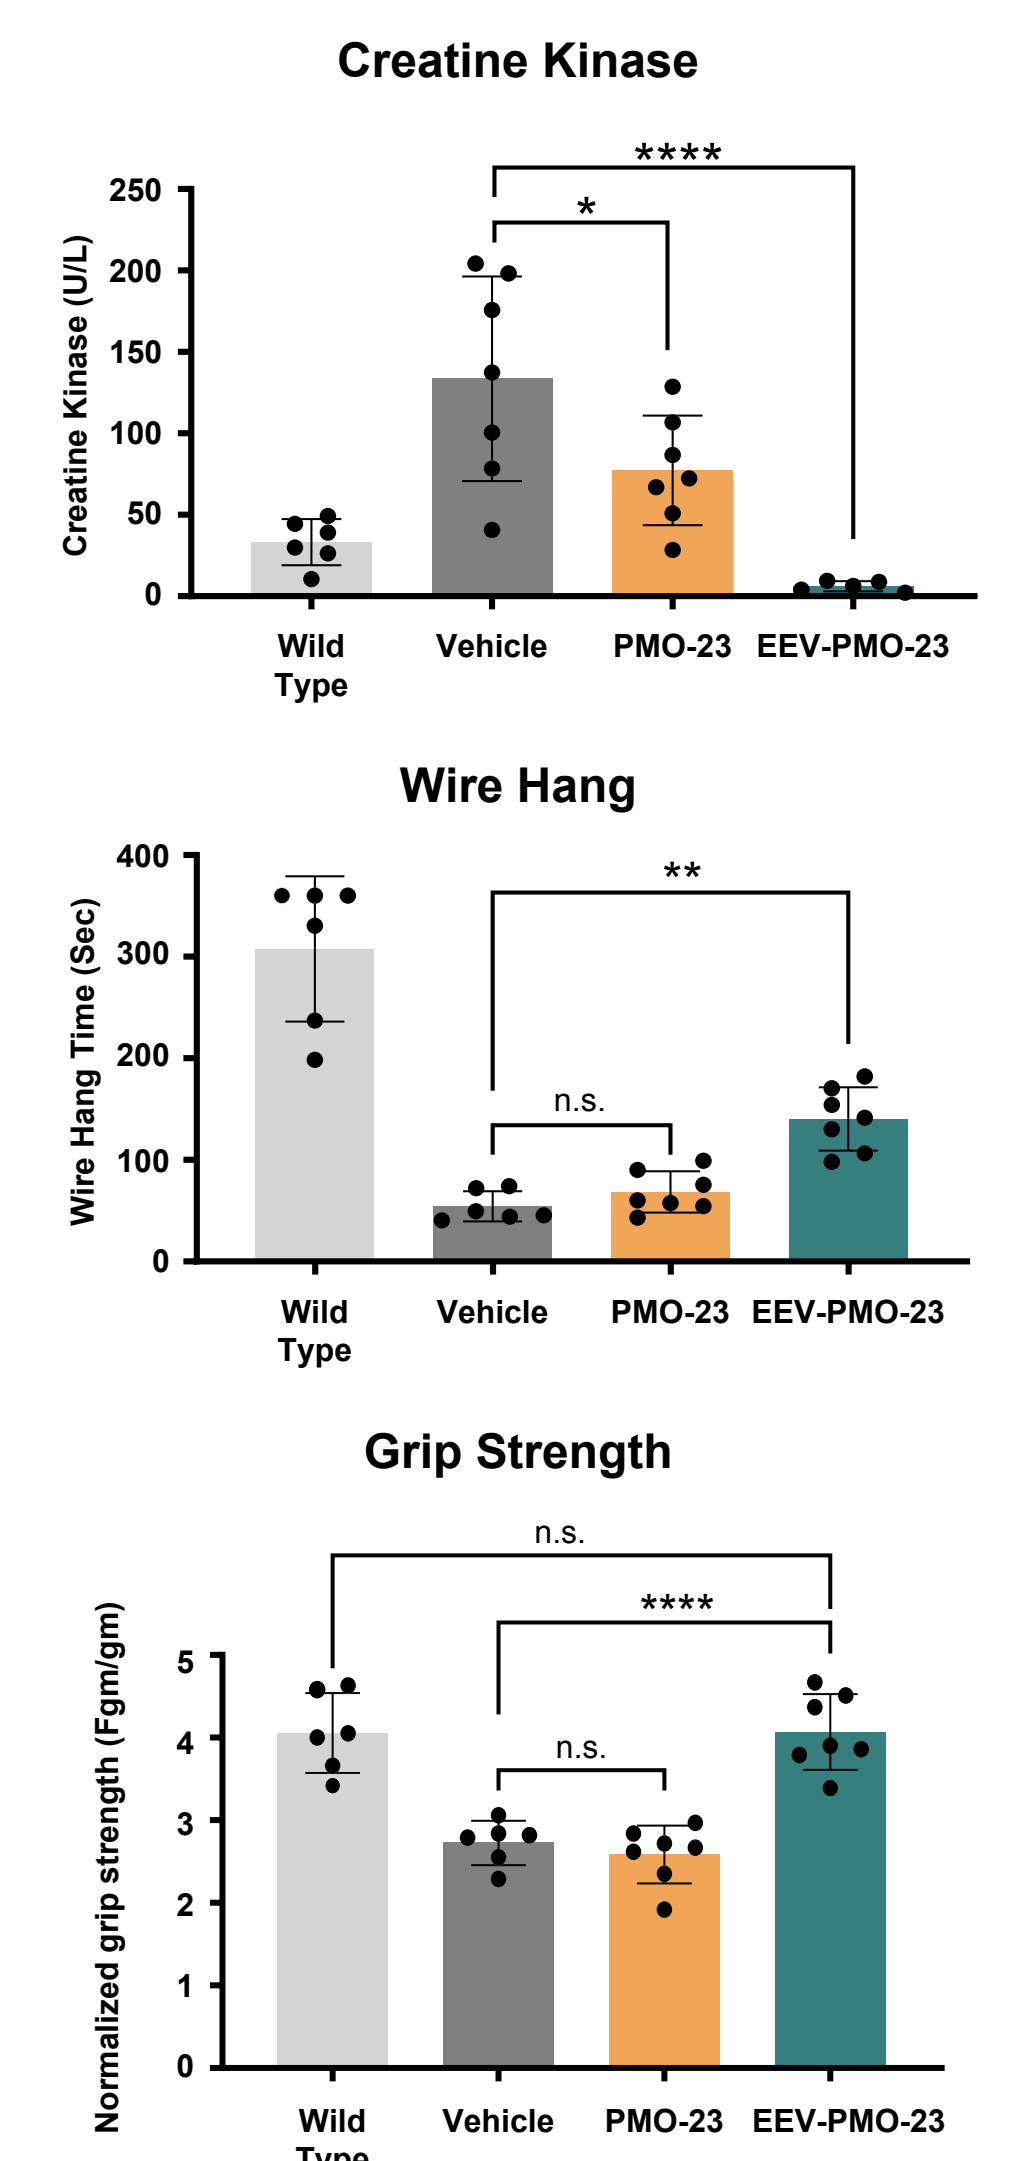 Creatine Kinase
****
*
Creatine Kinase (U/L)
250
200
150
100
50
0
Wild
Type
Vehicle
PMO-23
EEV-PMO-23
Wire Hang
**
n.s.
Wire Hang Time (Sec)
400
300
200
100
0
Wild
Type
Vehicle
PMO-23
EEV-PMO-23
Grip Strength
n.s.
****
n.s.
Normalized grip strength (Fgm/gm)
5
4
3
2
1
0
Wild
Type
Vehicle
PMO-23
EEV-PMO-23